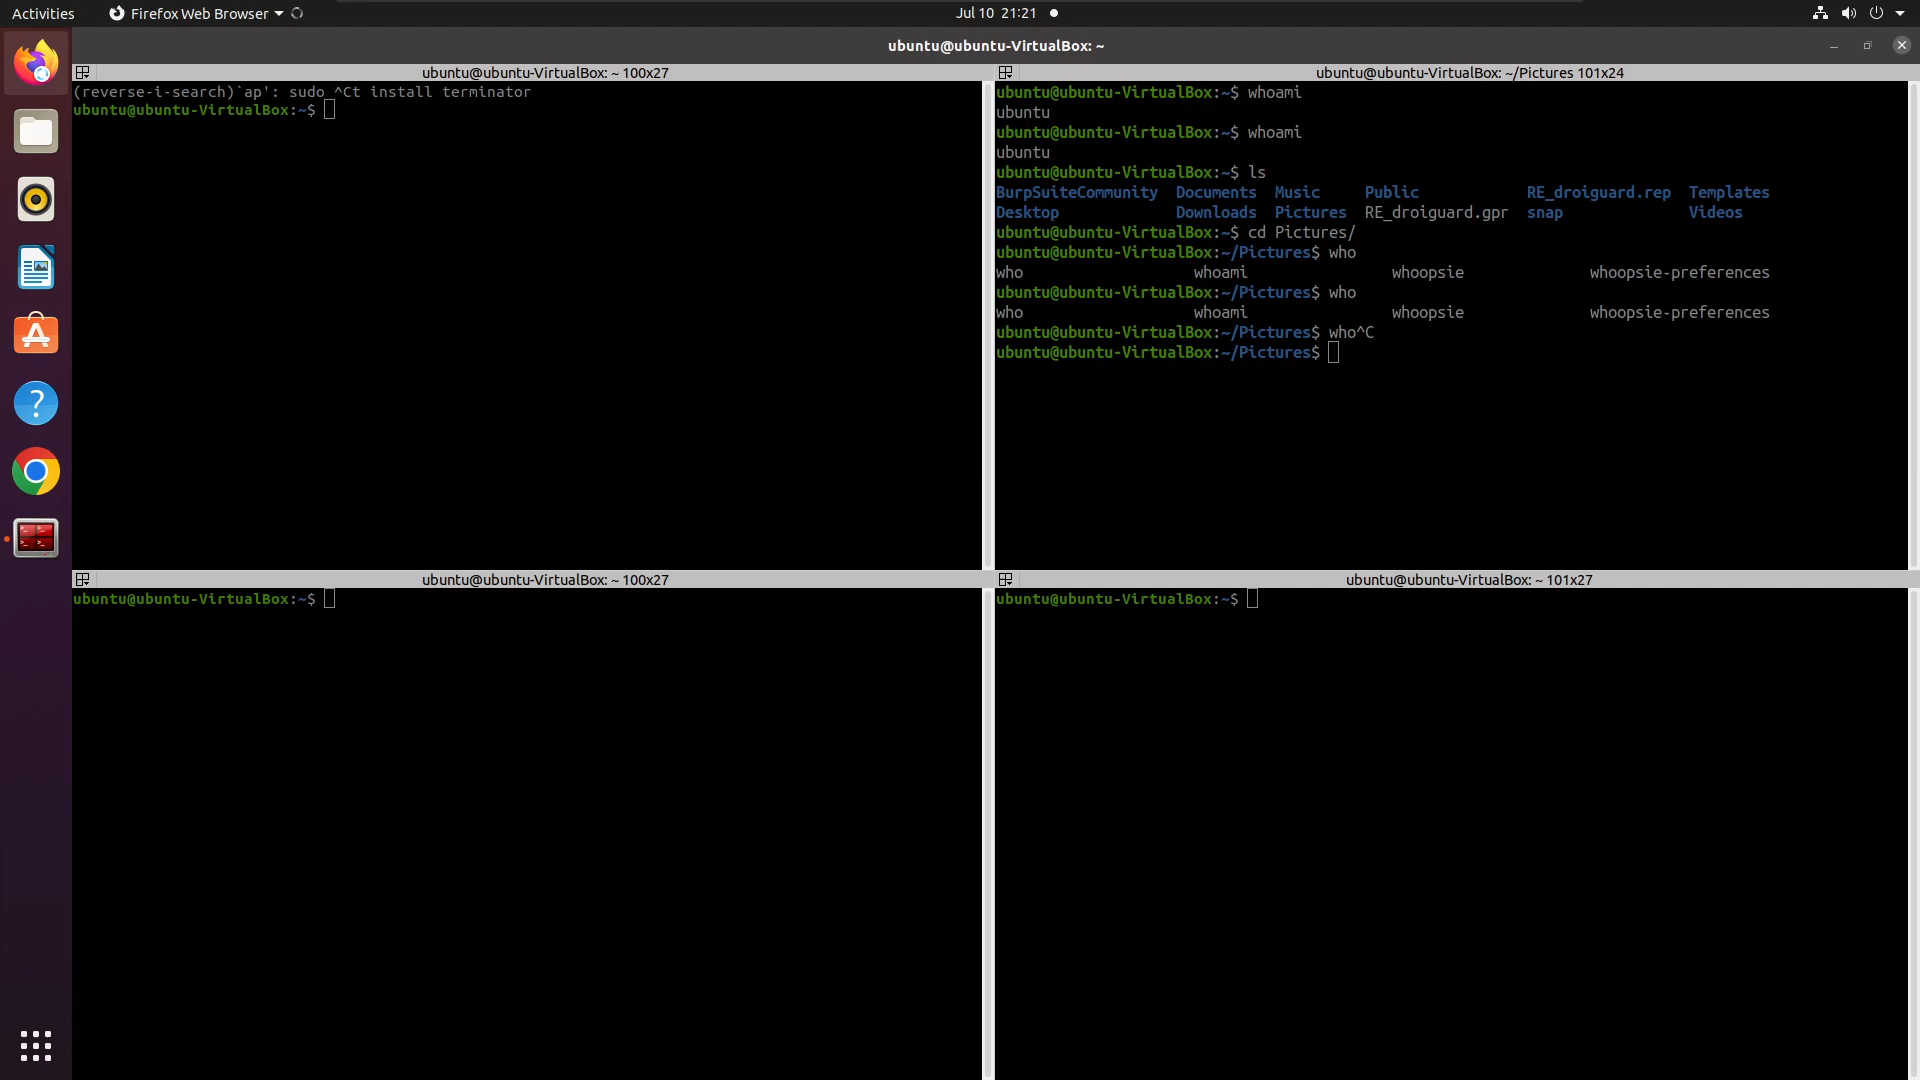 Activities Firefox Web Browser Jul 10 21:21
ubuntu@ubuntu-VirtualBox: ~
ubuntu@ubuntu-VirtualBox: ~ 100x27
(reverse-i-search)`ap': sudo ^Ct install terminator
ubuntu@ubuntu-VirtualBox:~$
ubuntu@ubuntu-VirtualBox: ~/Pictures 101x24
ubuntu@ubuntu-VirtualBox:~$ whoami
ubuntu
ubuntu@ubuntu-VirtualBox:~$ whoami
ubuntu
ubuntu@ubuntu-VirtualBox:~$ ls
BurpSuiteCommunity Documents Music Public RE_droiguard.rep Templates
Desktop Downloads Pictures RE_droiguard.gpr snap Videos
ubuntu@ubuntu-VirtualBox:~$ cd Pictures/
ubuntu@ubuntu-VirtualBox:~/Pictures$ who
who whoami whoopsie whoopsie-preferences
ubuntu@ubuntu-VirtualBox:~/Pictures$ who
who whoami whoopsie whoopsie-preferences
ubuntu@ubuntu-VirtualBox:~/Pictures$ who^C
ubuntu@ubuntu-VirtualBox:~/Pictures$
ubuntu@ubuntu-VirtualBox: ~ 100x27
ubuntu@ubuntu-VirtualBox:~$
ubuntu@ubuntu-VirtualBox: ~ 101x27
ubuntu@ubuntu-VirtualBox:~$